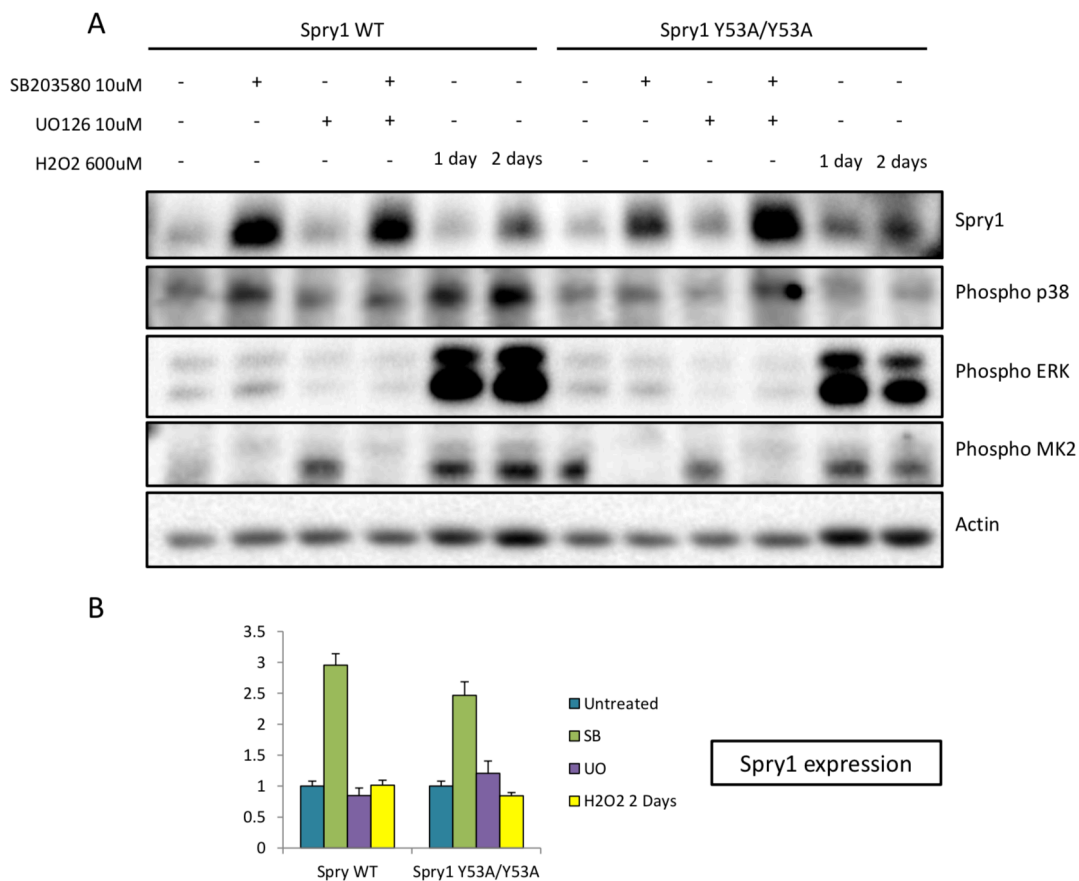 A
Spry1 WT Spry1 Y53A/Y53A
SB203580 10uM - + - + - - - + - + - -
UO126 10uM - - + + - - - - + + - -
H2O2 600uM - - - - 1 day 2 days - - - - 1 day 2 days
Spry1
Phospho p38
Phospho ERK
Phospho MK2
Actin
B
3.5
3
2.5
2
1.5
1
0.5
0
Spry WT Spry1 Y53A/Y53A
Untreated
SB
UO
H2O2 2 Days
Spry1 expression